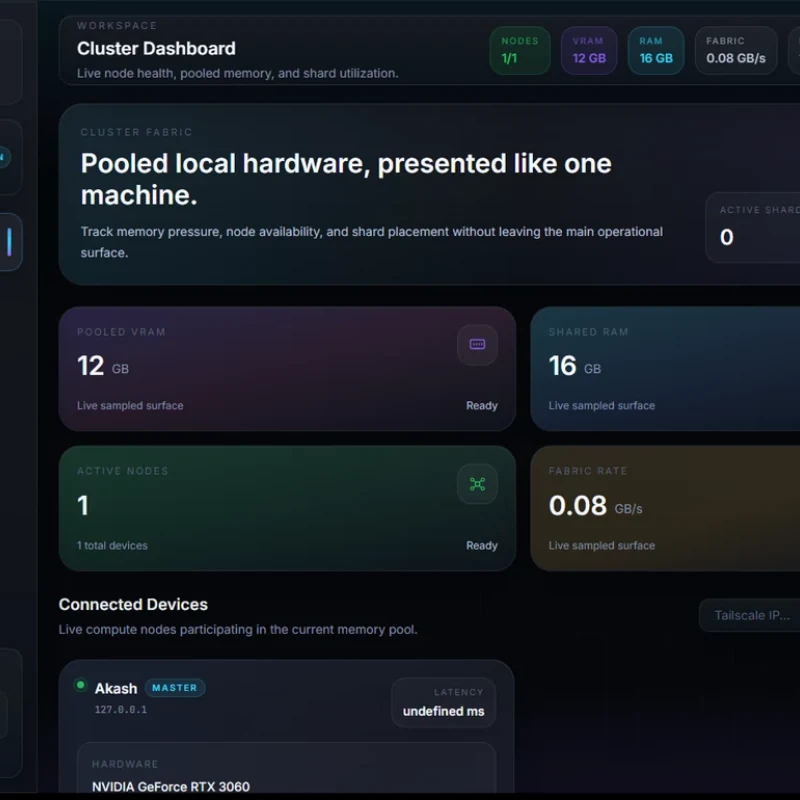 WORKSPACE
Cluster Dashboard
Live node health, pooled memory, and shard utilization.
NODES
1/1
VRAM
12 GB
RAM
16 GB
FABRIC
0.08 GB/s
CLUSTER FABRIC
Pooled local hardware, presented like one
machine.
Track memory pressure, node availability, and shard placement without leaving the main operational
surface.
ACTIVE SHARD
0
POOLED VRAM
12 GB
Live sampled surface
Ready
SHARED RAM
16 GB
Live sampled surface
ACTIVE NODES
1
1 total devices
Ready
FABRIC RATE
0.08 GB/s
Live sampled surface
Connected Devices
Live compute nodes participating in the current memory pool.
Tailscale IP...
Akash MASTER
127.0.0.1
LATENCY
undefined ms
HARDWARE
NVIDIA GeForce RTX 3060